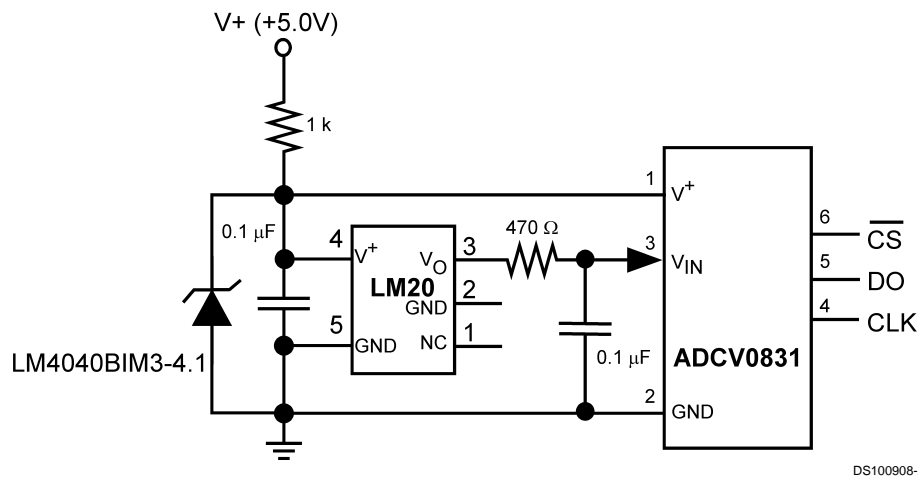 V+ (+5.0V)
1 k
0.1 μF
4
V+
VO
3
470 Ω
1
V+
LM20
GND
2
3
VIN
6
CS
5
DO
5
GND
NC
1
4
CLK
LM4040BIM3-4.1
0.1 μF
ADCV0831
2
GND
DS100908-